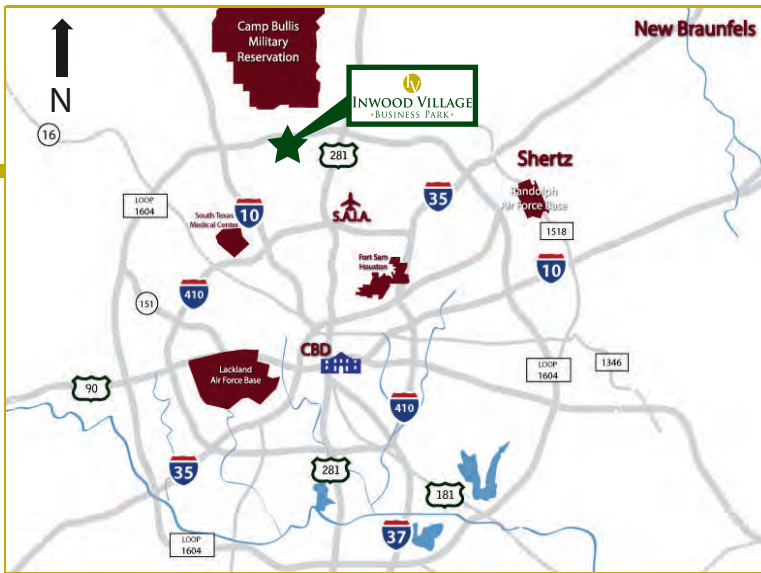 Camp Bullis
Military
Reservation
New Braunfels
N
IV
INWOOD VILLAGE
•BUSINESS PARK•
16
281
Shertz
Randolph
Air Force Base
LOOP
1604
South Texas
Medical Center
10
S.A.I.A.
35
1518
Fort Sam
Houston
10
410
151
CBD
Lackland
Air Force Base
90
LOOP
1604
1346
410
35
281
181
37
LOOP
1604